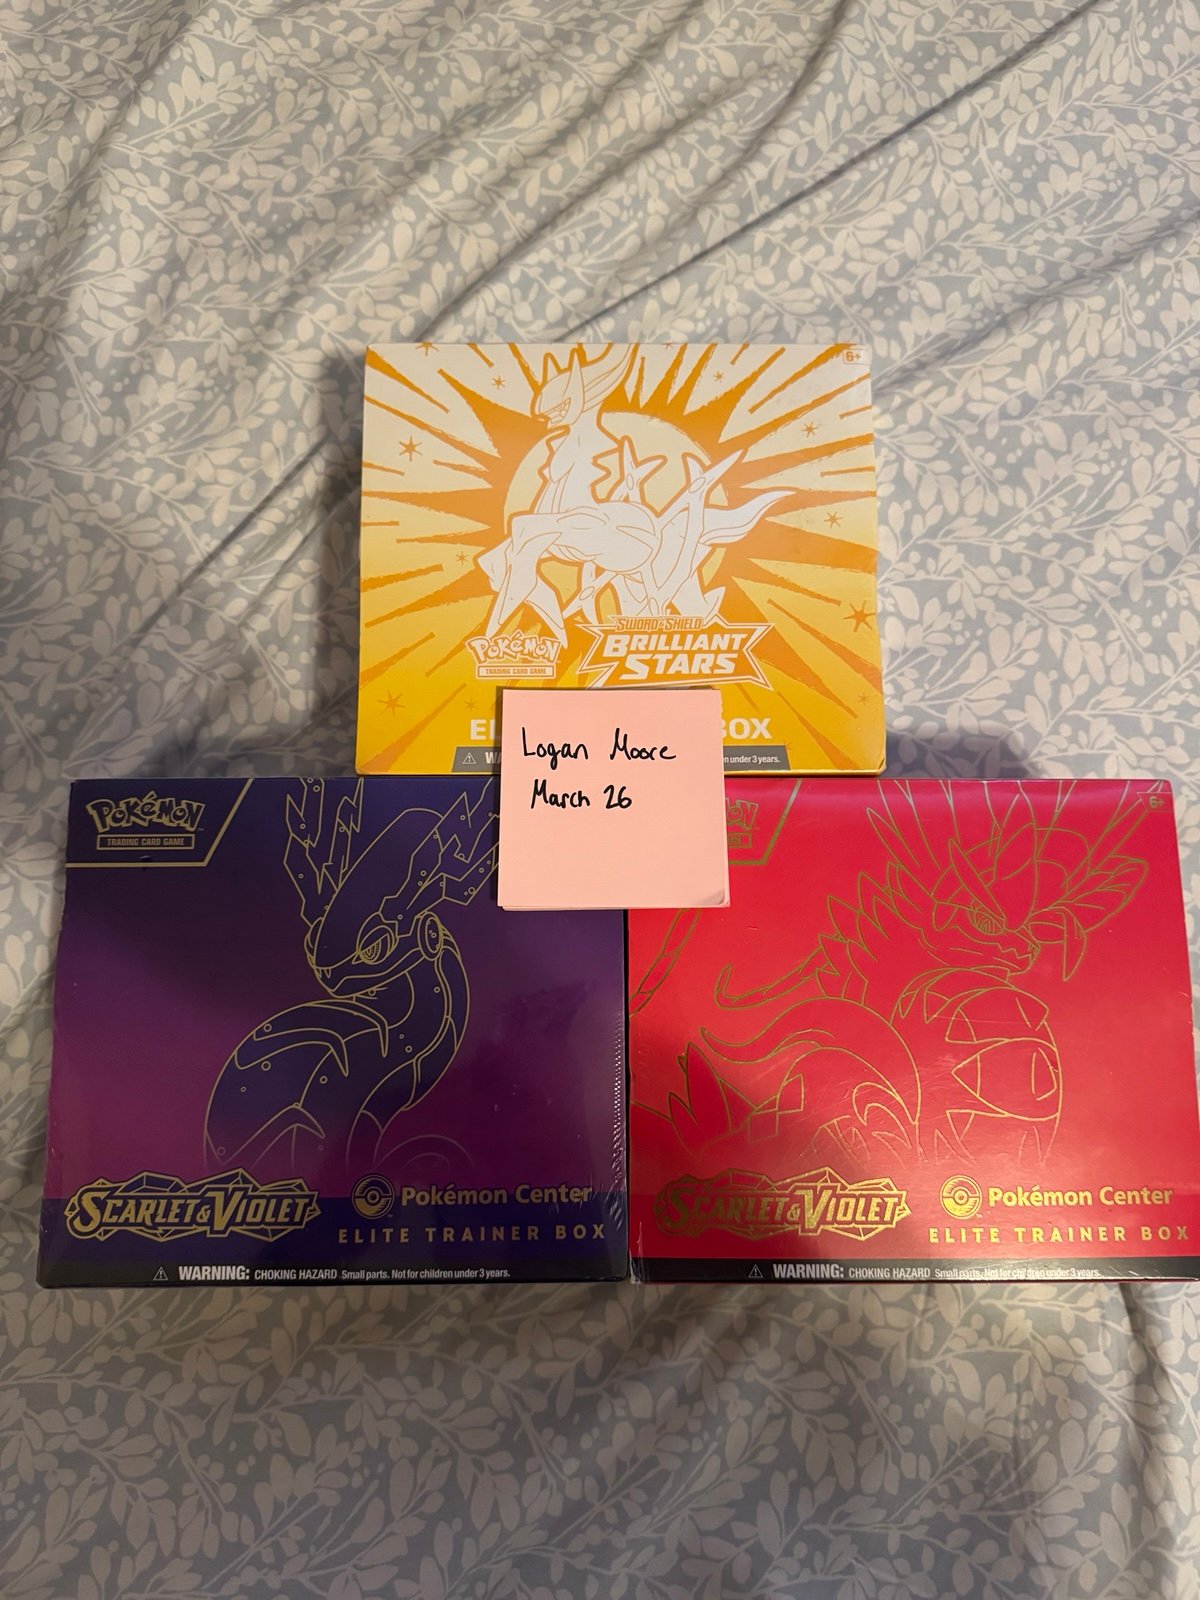 6+
POKéMON
TRADING CARD GAME
SWORD & SHIELD
BRILLIANT
STARS
EL
BOX
WA
n under 3 years.
Logan Moore
March 26
POKéMON
TRADING CARD GAME
SCARLET & VIOLET
Pokémon Center
ELITE TRAINER BOX
WARNING: CHOKING HAZARD Small parts. Not for children under 3 years.
6+
SCARLET & VIOLET
Pokémon Center
ELITE TRAINER BOX
WARNING: CHOKING HAZARD Small parts. Not for children under 3 years.